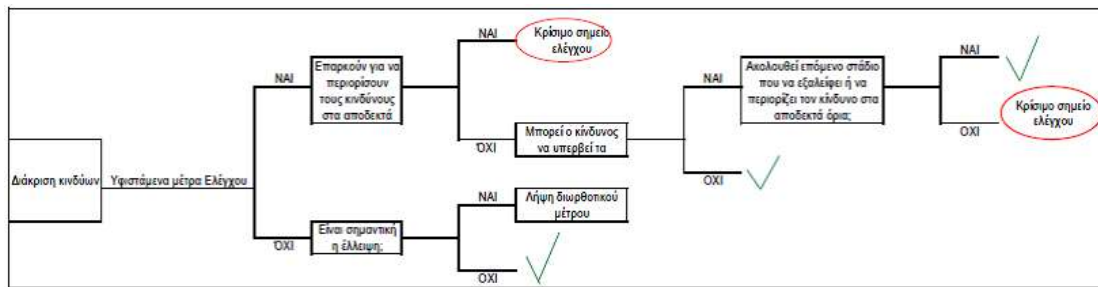 Διάκριση κινδύων
Υφιστάμενα μέτρα Ελέγχου
ΝΑΙ
Επαρκούν για να
περιορίσουν
τους κινδύνους
στα αποδεκτά
ΝΑΙ
Κρίσιμο σημείο
ελέγχου
ΌΧΙ
Μπορεί ο κίνδυνος
να υπερβεί τα
ΝΑΙ
Ακολουθεί επόμενο στάδιο
που να εξαλείφει ή να
περιορίζει τον κίνδυνο στα
αποδεκτά όρια;
ΝΑΙ
ΟΧΙ
Κρίσιμο σημείο
ελέγχου
ΟΧΙ
ΌΧΙ
Είναι σημαντική
η έλλειψη;
ΝΑΙ
Λήψη διωρθοτικού
μέτρου
ΟΧΙ